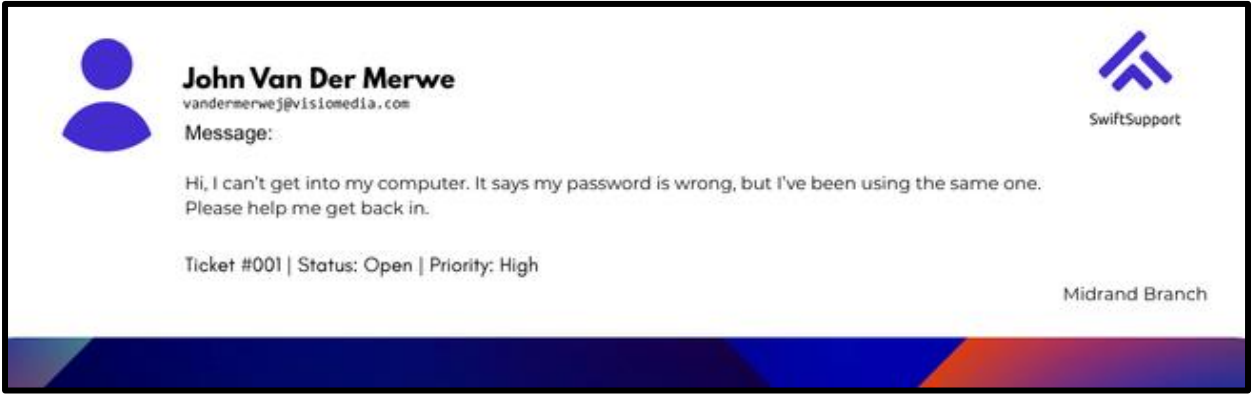 John Van Der Merwe
vandermerwej@visiomedia.com
SwiftSupport
Message:
Hi, I can't get into my computer. It says my password is wrong, but I've been using the same one.
Please help me get back in.
Ticket #001 | Status: Open | Priority: High
Midrand Branch